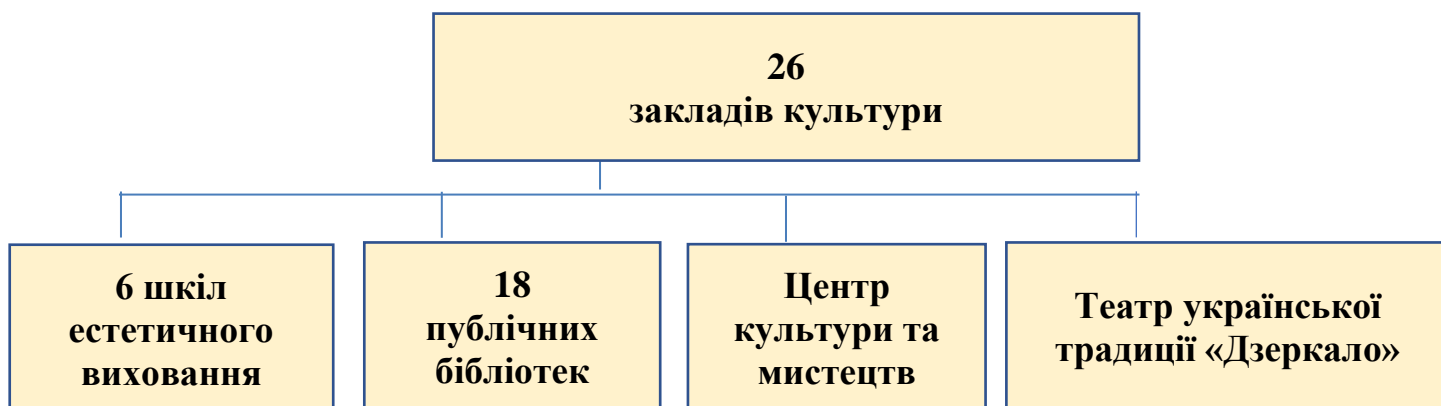 26
закладів культури
6 шкіл
естетичного
виховання
18
публічних
бібліотек
Центр
культури та
мистецтв
Театр української
традиції «Дзеркало»